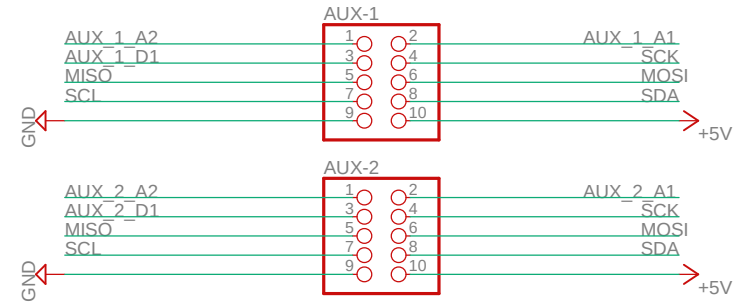 AUX-1
AUX_1_A2 1 2 AUX_1_A1
AUX_1_D1 3 4 SCK
MISO 5 6 MOSI
SCL 7 8 SDA
GND 9 10 +5V
AUX-2
AUX_2_A2 1 2 AUX_2_A1
AUX_2_D1 3 4 SCK
MISO 5 6 MOSI
SCL 7 8 SDA
GND 9 10 +5V